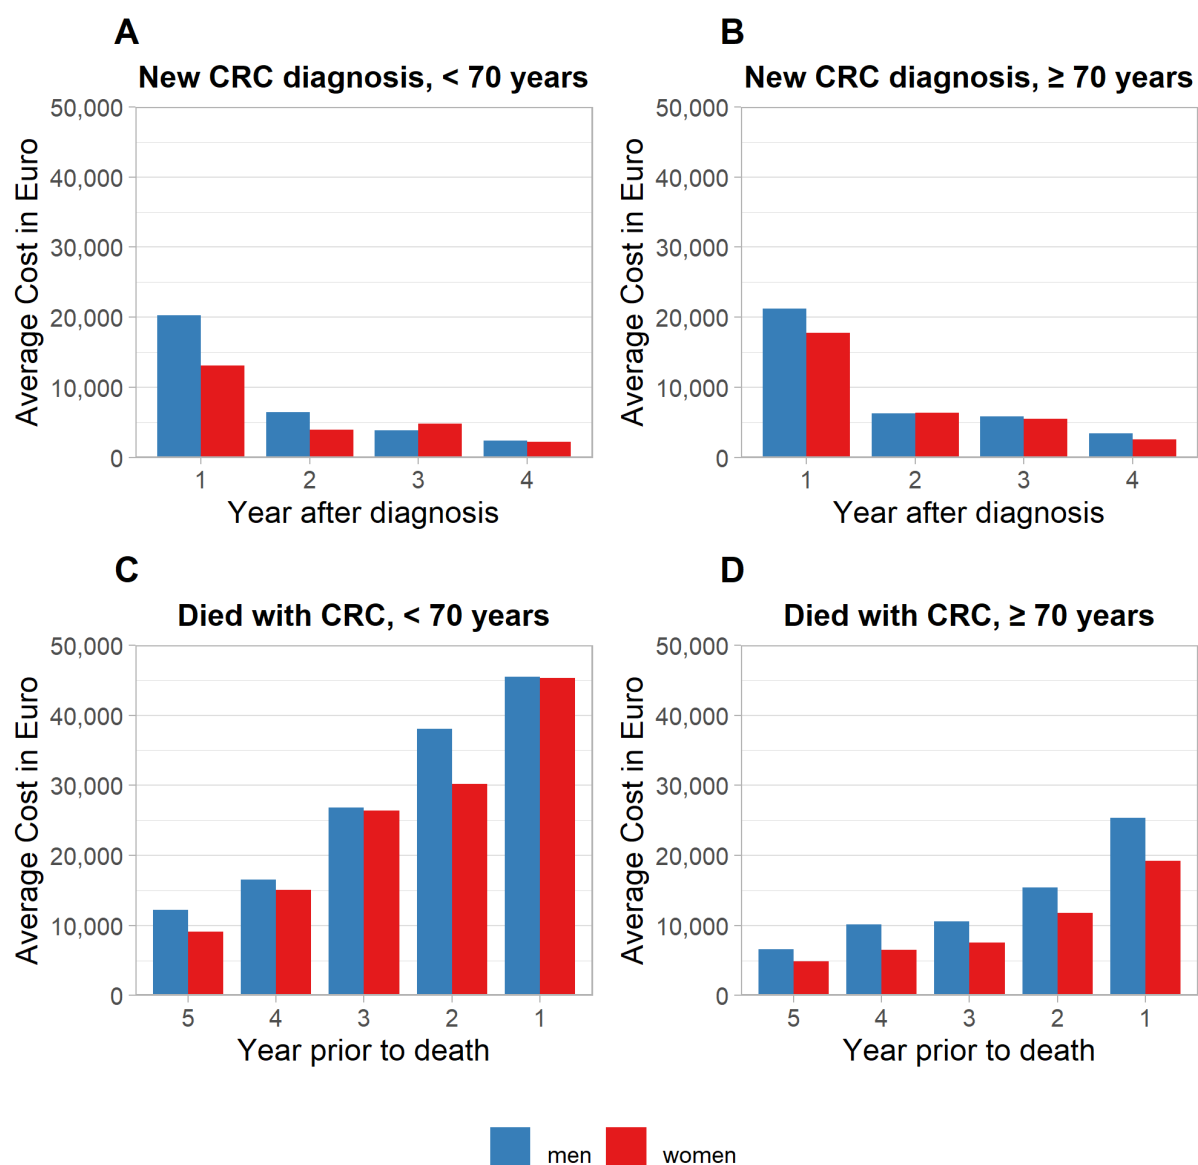 A
New CRC diagnosis, < 70 years
50,000
40,000
30,000
20,000
10,000
0
Average Cost in Euro
1 2 3 4
Year after diagnosis
B
New CRC diagnosis, ≥ 70 years
50,000
40,000
30,000
20,000
10,000
0
Average Cost in Euro
1 2 3 4
Year after diagnosis
C
Died with CRC, < 70 years
50,000
40,000
30,000
20,000
10,000
0
Average Cost in Euro
5 4 3 2 1
Year prior to death
D
Died with CRC, ≥ 70 years
50,000
40,000
30,000
20,000
10,000
0
Average Cost in Euro
5 4 3 2 1
Year prior to death
men women